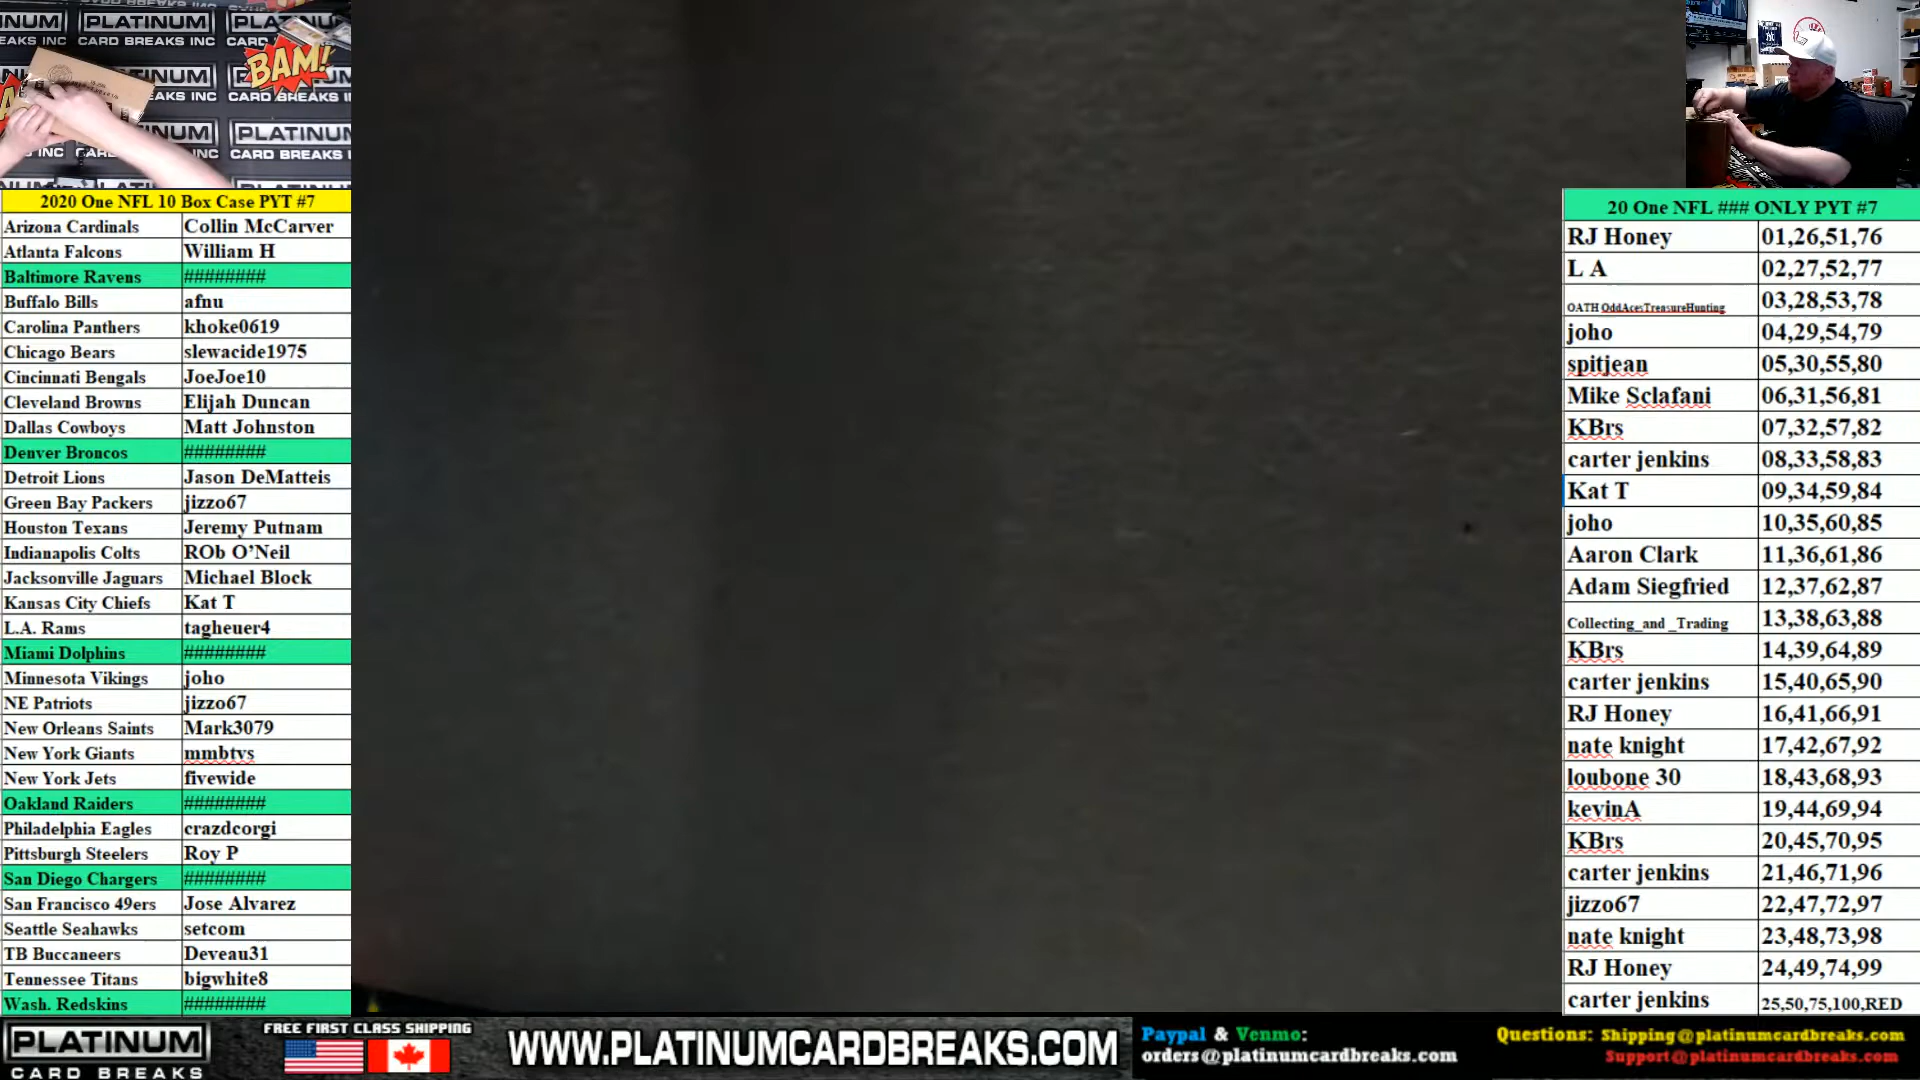 PLATINUM
CARD BREAKS INC
BAM!
2020 One NFL 10 Box Case PYT #7
Arizona Cardinals Collin McCarver
Atlanta Falcons William H
Baltimore Ravens ########
Buffalo Bills afnu
Carolina Panthers khoke0619
Chicago Bears slewacide1975
Cincinnati Bengals JoeJoe10
Cleveland Browns Elijah Duncan
Dallas Cowboys Matt Johnston
Denver Broncos ########
Detroit Lions Jason DeMatteis
Green Bay Packers jizzo67
Houston Texans Jeremy Putnam
Indianapolis Colts ROb O’Neil
Jacksonville Jaguars Michael Block
Kansas City Chiefs Kat T
L.A. Rams tagheuer4
Miami Dolphins ########
Minnesota Vikings joho
NE Patriots jizzo67
New Orleans Saints Mark3079
New York Giants mmbtvs
New York Jets fivewide
Oakland Raiders ########
Philadelphia Eagles crazdcorgi
Pittsburgh Steelers Roy P
San Diego Chargers ########
San Francisco 49ers Jose Alvarez
Seattle Seahawks setcom
TB Buccaneers Deveau31
Tennessee Titans bigwhite8
Wash. Redskins ########
20 One NFL ### ONLY PYT #7
RJ Honey 01,26,51,76
L A 02,27,52,77
OATH OddAcesTreasureHunting 03,28,53,78
joho 04,29,54,79
spitjean 05,30,55,80
Mike Sclafani 06,31,56,81
KBrs 07,32,57,82
carter jenkins 08,33,58,83
Kat T 09,34,59,84
joho 10,35,60,85
Aaron Clark 11,36,61,86
Adam Siegfried 12,37,62,87
Collecting_and _Trading 13,38,63,88
KBrs 14,39,64,89
carter jenkins 15,40,65,90
RJ Honey 16,41,66,91
nate knight 17,42,67,92
loubone 30 18,43,68,93
kevinA 19,44,69,94
KBrs 20,45,70,95
carter jenkins 21,46,71,96
jizzo67 22,47,72,97
nate knight 23,48,73,98
RJ Honey 24,49,74,99
carter jenkins 25,50,75,100,RED
PLATINUM
CARD BREAKS
FREE FIRST CLASS SHIPPING
WWW.PLATINUMCARDBREAKS.COM
Paypal & Venmo:
orders@platinumcardbreaks.com
Questions: Shipping@platinumcardbreaks.com
Support@platinumcardbreaks.com